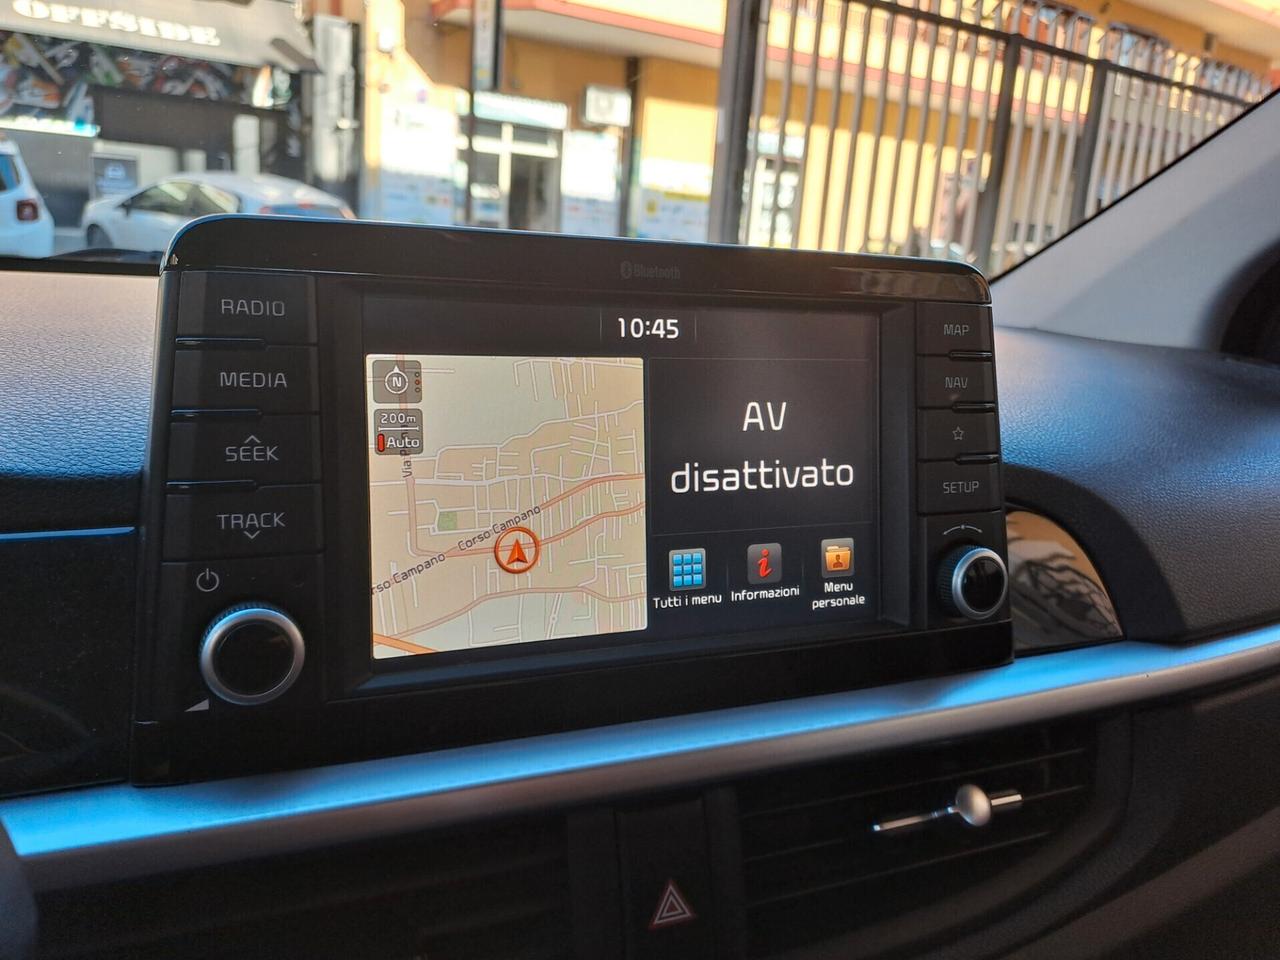 OFFSIDE
Bluetooth
RADIO
MEDIA
SEEK
TRACK
10:45
N
200m
Auto
Corso Campano
rso Campano
AV
disattivato
Tutti i menu
Informazioni
Menu
personale
MAP
NAV
SETUP